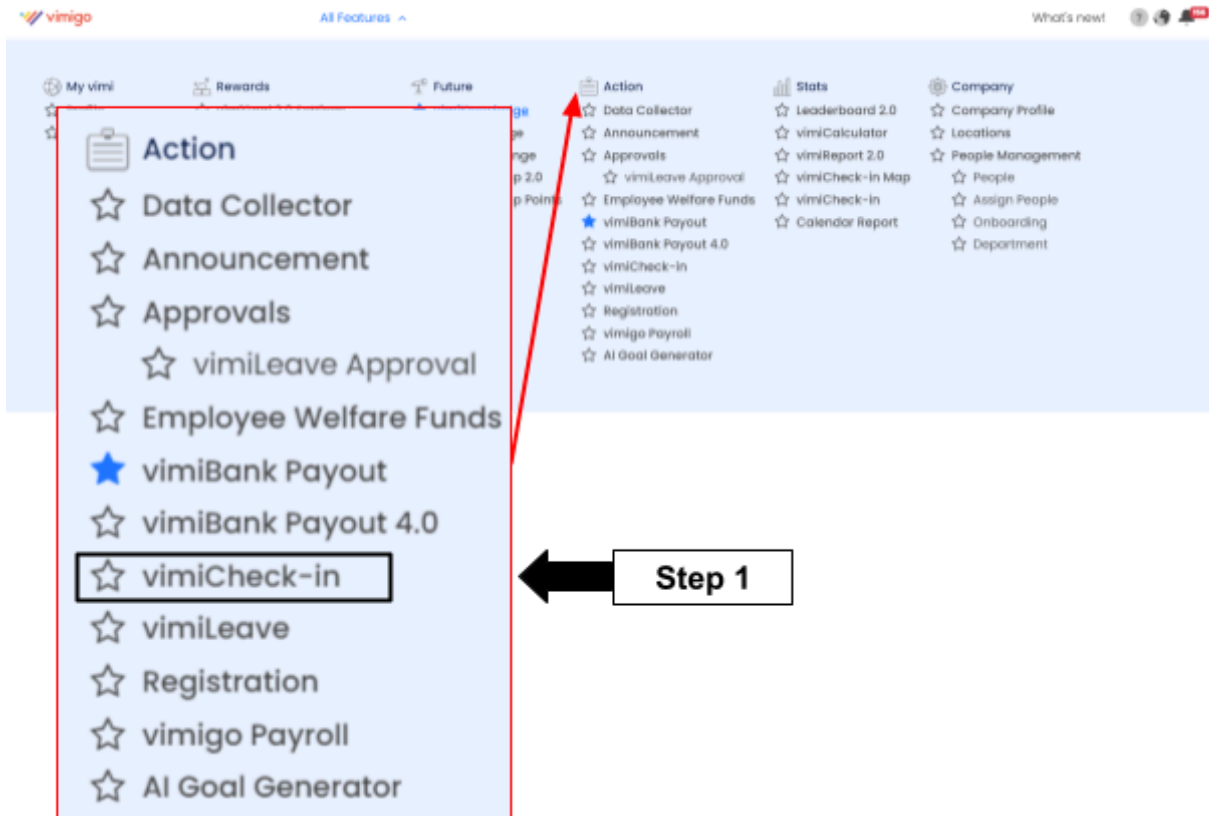 vimigo
All Features
What's new!
My vimi
Rewards
Future
Action
Data Collector
Announcement
Approvals
vimiLeave Approval
Employee Welfare Funds
vimiBank Payout
vimiBank Payout 4.0
vimiCheck-in
vimiLeave
Registration
vimigo Payroll
AI Goal Generator
Stats
Leaderboard 2.0
vimiCalculator
vimiReport 2.0
vimiCheck-in Map
vimiCheck-in
Calendar Report
Company
Company Profile
Locations
People Management
People
Assign People
Onboarding
Department
Action
Data Collector
Announcement
Approvals
vimiLeave Approval
Employee Welfare Funds
vimiBank Payout
vimiBank Payout 4.0
vimiCheck-in
vimiLeave
Registration
vimigo Payroll
AI Goal Generator
Step 1